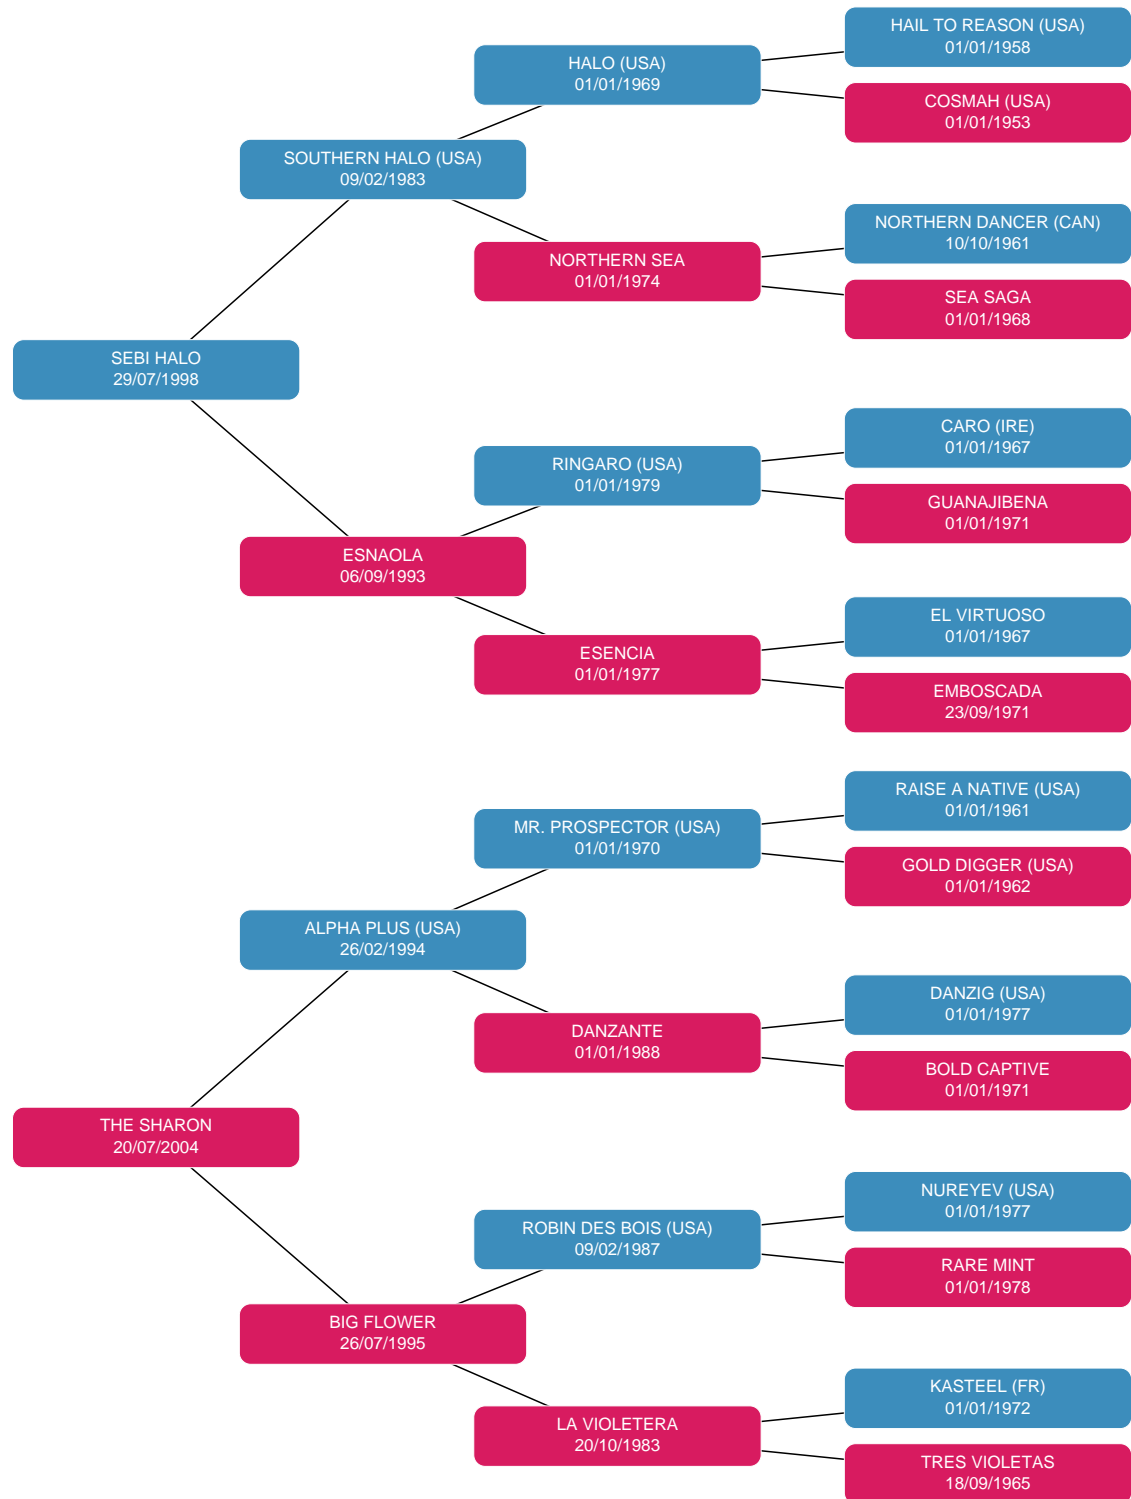 HAIL TO REASON (USA)
01/01/1958
HALO (USA)
01/01/1969
COSMAH (USA)
01/01/1953
SOUTHERN HALO (USA)
09/02/1983
NORTHERN DANCER (CAN)
10/10/1961
NORTHERN SEA
01/01/1974
SEA SAGA
01/01/1968
SEBI HALO
29/07/1998
CARO (IRE)
01/01/1967
RINGARO (USA)
01/01/1979
GUANAJIBENA
01/01/1971
ESNAOLA
06/09/1993
EL VIRTUOSO
01/01/1967
ESENCIA
01/01/1977
EMBOSCADA
23/09/1971
RAISE A NATIVE (USA)
01/01/1961
MR. PROSPECTOR (USA)
01/01/1970
GOLD DIGGER (USA)
01/01/1962
ALPHA PLUS (USA)
26/02/1994
DANZIG (USA)
01/01/1977
DANZANTE
01/01/1988
BOLD CAPTIVE
01/01/1971
THE SHARON
20/07/2004
NUREYEV (USA)
01/01/1977
ROBIN DES BOIS (USA)
09/02/1987
RARE MINT
01/01/1978
BIG FLOWER
26/07/1995
KASTEEL (FR)
01/01/1972
LA VIOLETERA
20/10/1983
TRES VIOLETAS
18/09/1965